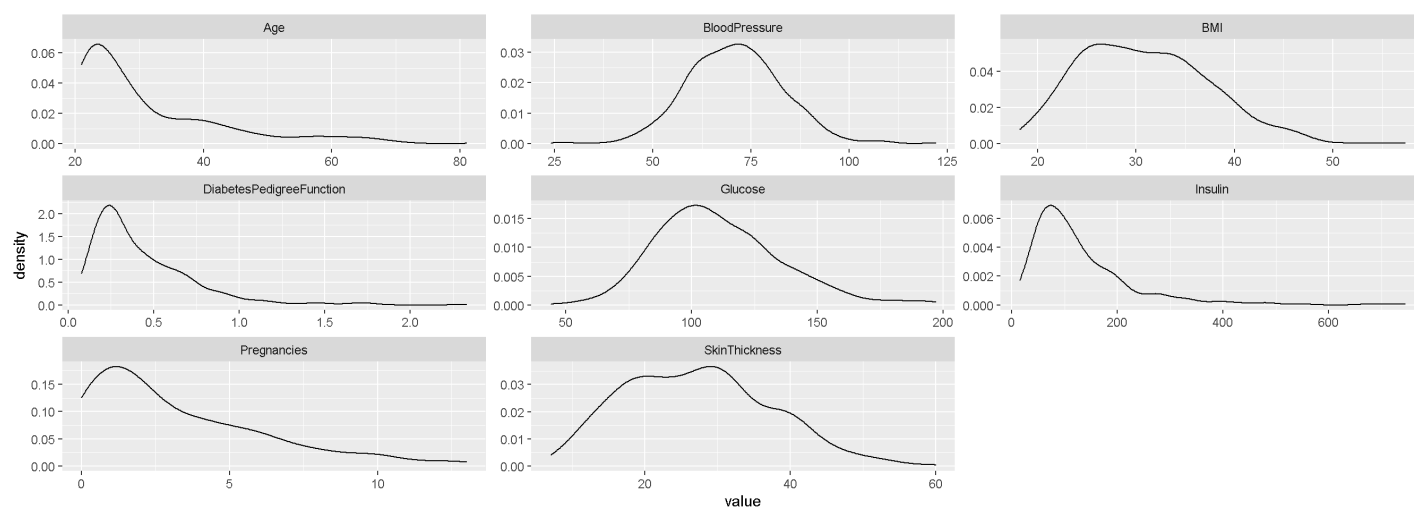 Age
0.06
0.04
0.02
0.00
20 40 60 80
BloodPressure
0.03
0.02
0.01
0.00
25 50 75 100 125
BMI
0.04
0.02
0.00
20 30 40 50
DiabetesPedigreeFunction
2.0
1.5
1.0
0.5
0.0
0.0 0.5 1.0 1.5 2.0
Glucose
0.015
0.010
0.005
0.000
50 100 150 200
Insulin
0.006
0.004
0.002
0.000
0 200 400 600
Pregnancies
0.15
0.10
0.05
0.00
0 5 10
SkinThickness
0.03
0.02
0.01
0.00
20 40 60
density
value